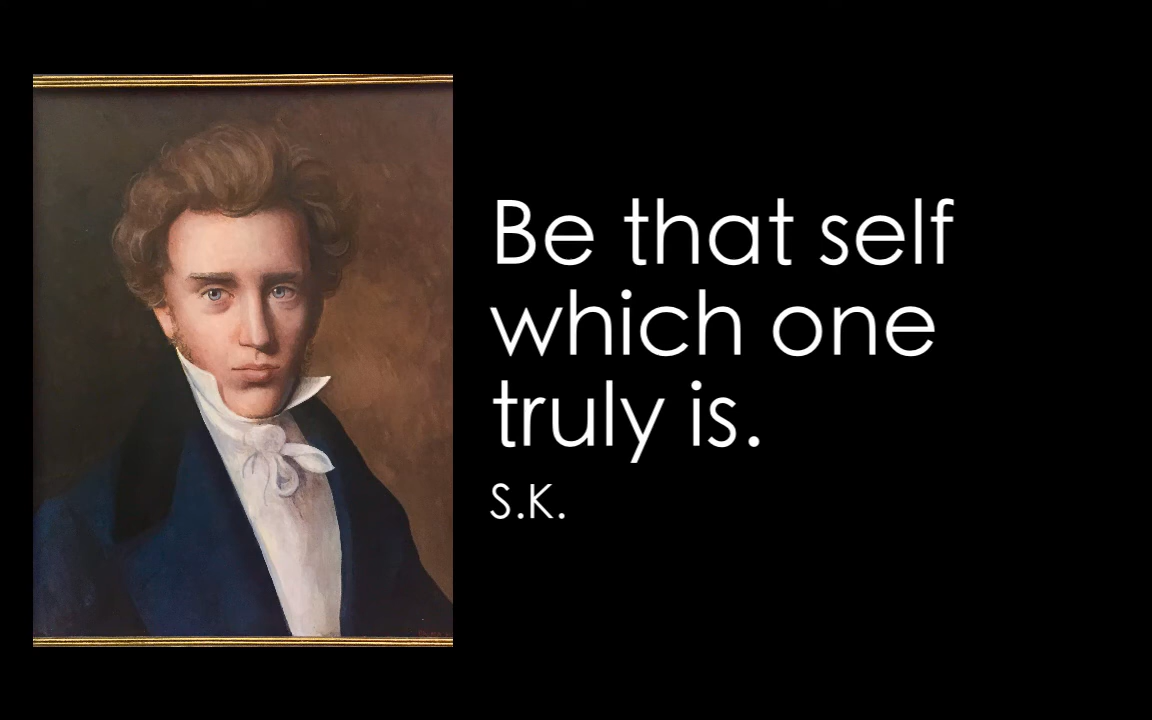 Be that self
which one
truly is.
S.K.